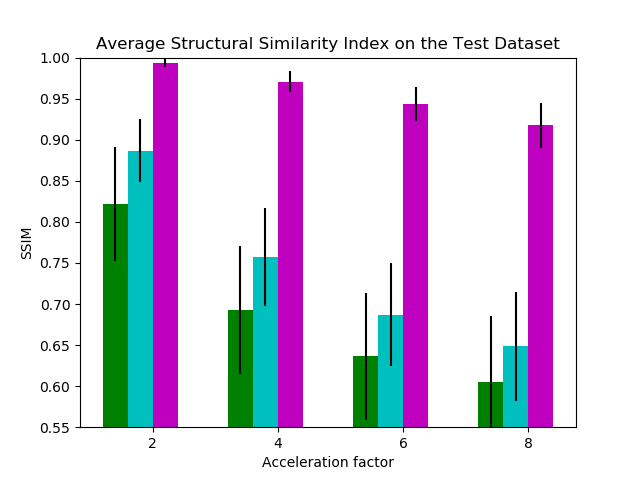 Average Structural Similarity Index on the Test Dataset
1.00
0.95
0.90
0.85
0.80
0.75
0.70
0.65
0.60
0.55
SSIM
2 4 6 8
Acceleration factor